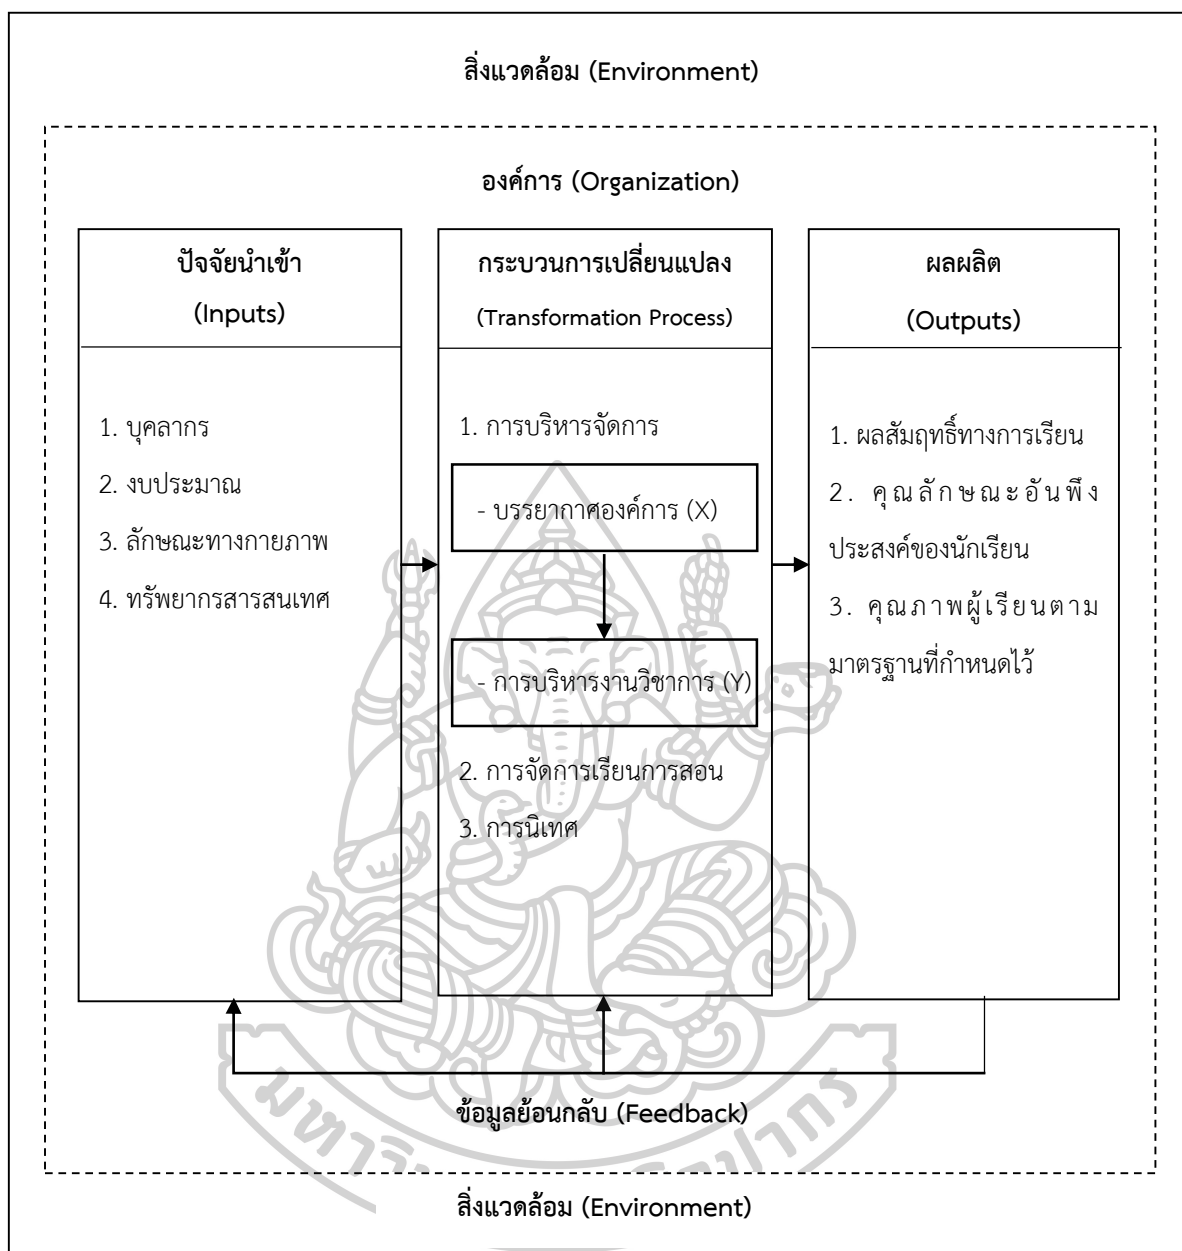 สิ่งแวดล้อม (Environment)
องค์การ (Organization)
ปัจจัยนำเข้า
(Inputs)
1. บุคลากร
2. งบประมาณ
3. ลักษณะทางกายภาพ
4. ทรัพยากรสารสนเทศ
กระบวนการเปลี่ยนแปลง
(Transformation Process)
1. การบริหารจัดการ
- บรรยากาศองค์การ (X)
- การบริหารงานวิชาการ (Y)
2. การจัดการเรียนการสอน
3. การนิเทศ
ผลผลิต
(Outputs)
1. ผลสัมฤทธิ์ทางการเรียน
2. คุณลักษณะอันพึง
ประสงค์ของนักเรียน
3. คุณภาพผู้เรียนตาม
มาตรฐานที่กำหนดไว้
ข้อมูลย้อนกลับ (Feedback)
สิ่งแวดล้อม (Environment)